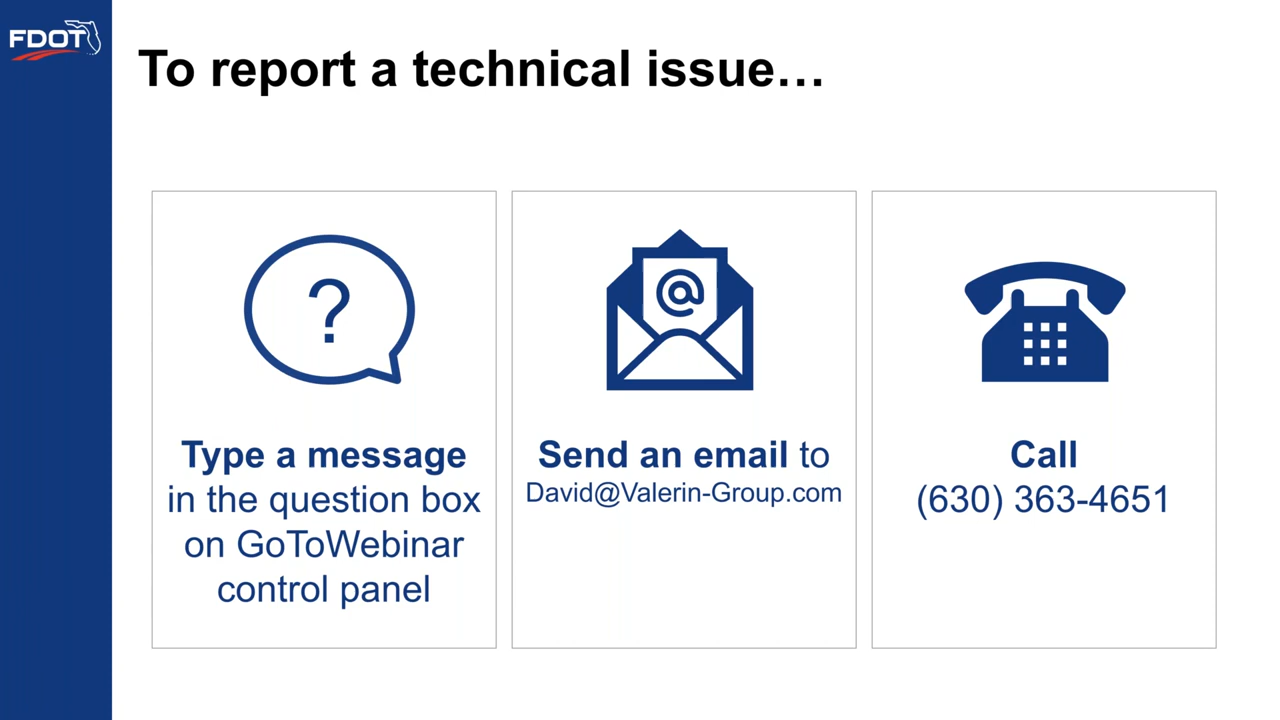 FDOT
To report a technical issue…
?
@
Type a message
in the question box
on GoToWebinar
control panel
Send an email to
David@Valerin-Group.com
Call
(630) 363-4651